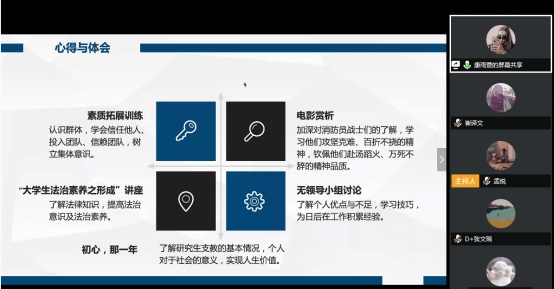 心得与体会
素质拓展训练
认识群体，学会信任他人、
投入团队、信赖团队，树
立集体意识。
电影赏析
加深对消防员战士们的了解，学
习他们攻坚克难、百折不挠的精
神，钦佩他们赴汤蹈火、万死不
辞的精神品质。
“大学生法治素养之形成”讲座
了解法律知识，提高法治
意识及法治素养。
无领导小组讨论
了解个人优点与不足，学习技巧，
为日后在工作积累经验。
初心，那一年
了解研究生支教的基本情况，个人
对于社会的意义，实现人生价值。
的屏幕共享
主持人 孟悦
D+张文